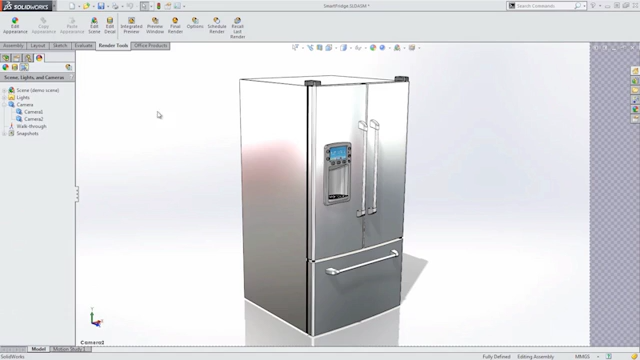 SOLIDWORKS
SmartFridge.SLDASM *
Search Commands
Edit Appearance
Copy Appearance
Paste Appearance
Edit Scene
Edit Decal
Integrated Preview
Preview Window
Final Render
Options
Schedule Render
Recall Last Render
Assembly
Layout
Sketch
Evaluate
Render Tools
Office Products
Scene, Lights, and Cameras
Scene (demo scene)
Lights
Camera
Camera1
Camera2
Walk-through
Snapshots
Camera2
Model
Motion Study 1
SolidWorks
Fully Defined
Editing Assembly
MMGS